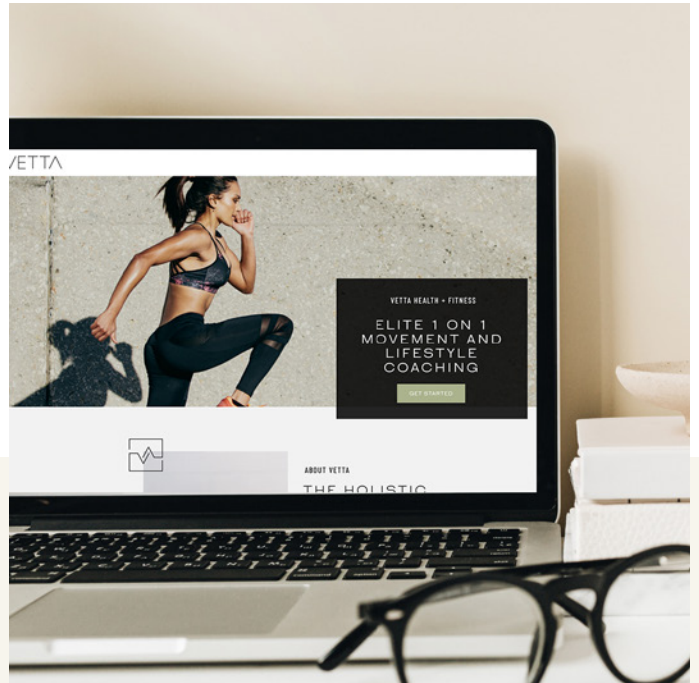 VETTA
VETTA HEALTH + FITNESS
ELITE 1 ON 1
MOVEMENT AND
LIFESTYLE
COACHING
GET STARTED
ABOUT VETTA
THE HOLISTIC